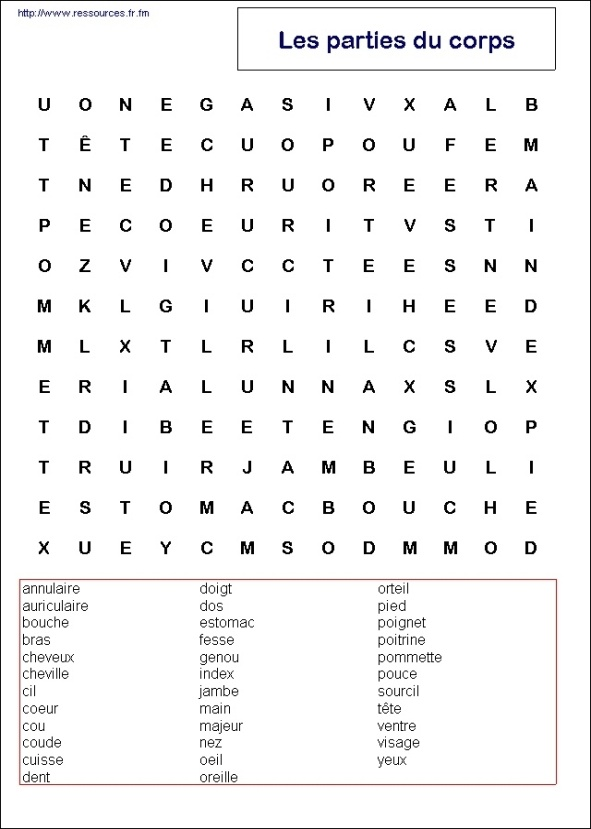 http://www.ressources.fr.fm
Les parties du corps
U O N E G A S I V X A L B
T Ê T E C U O P O U F E M
T N E D H R U O R E E R A
P E C O E U R I T V S T I
O Z V I V C C T E E S N N
M K L G I U I R I H E E D
M L X T L R L I L C S V E
E R I A L U N N A X S L X
T D I B E E T E N G I O P
T R U I R J A M B E U L I
E S T O M A C B O U C H E
X U E Y C M S O D M M O D
annulaire doigt orteil
auriculaire dos pied
bouche estomac poignet
bras fesse poitrine
cheveux genou pommette
cheville index pouce
cil jambe sourcil
coeur main tête
cou majeur ventre
coude nez visage
cuisse oeil yeux
dent oreille